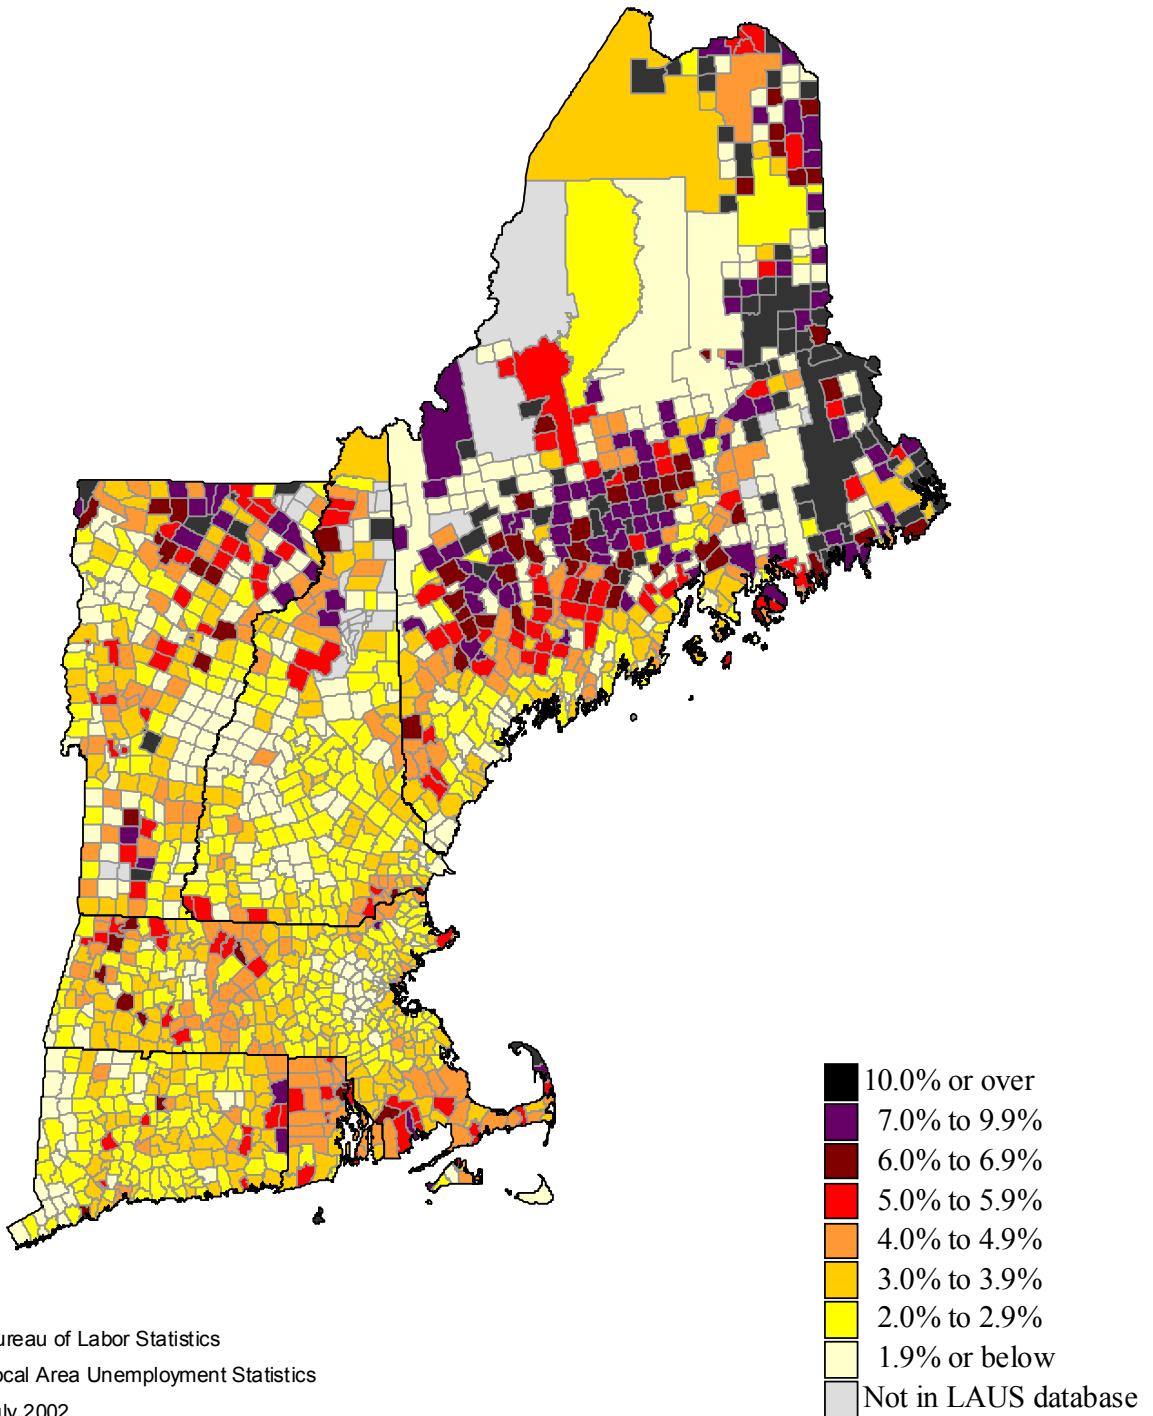 10.0% or over
7.0% to 9.9%
6.0% to 6.9%
5.0% to 5.9%
4.0% to 4.9%
3.0% to 3.9%
2.0% to 2.9%
1.9% or below
Not in LAUS database
ureau of Labor Statistics
ocal Area Unemployment Statistics
uly 2002